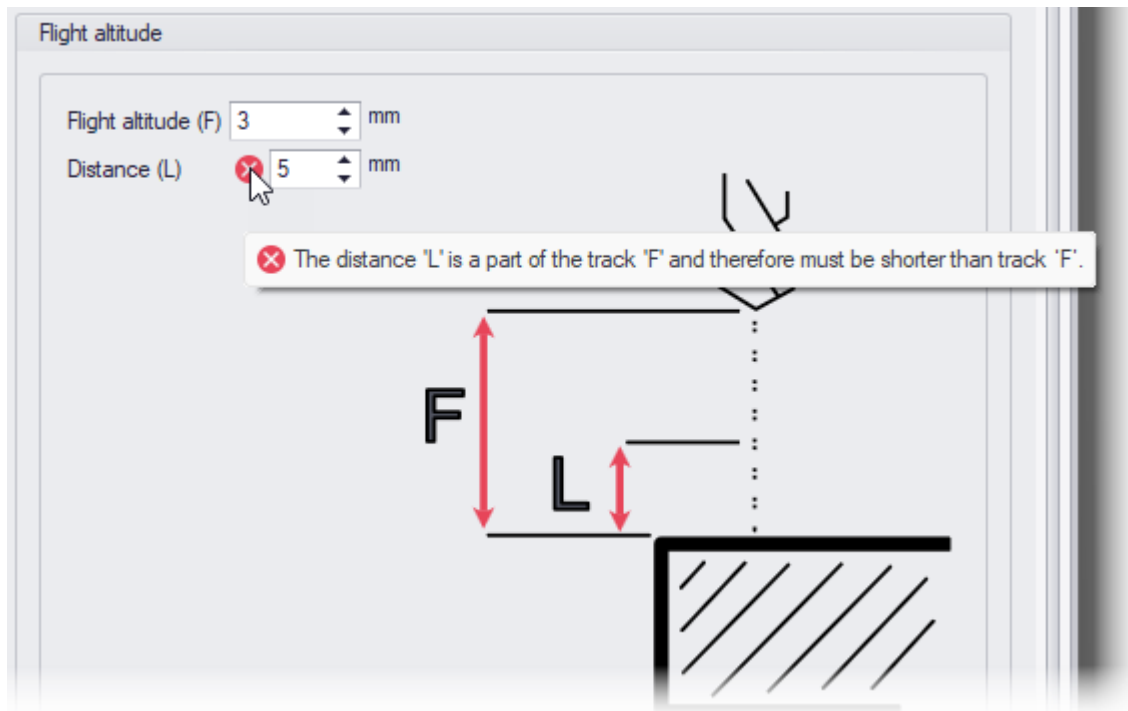 Flight altitude
Flight altitude (F) 3 mm
Distance (L) 5 mm
The distance 'L' is a part of the track 'F' and therefore must be shorter than track 'F'.
F
L